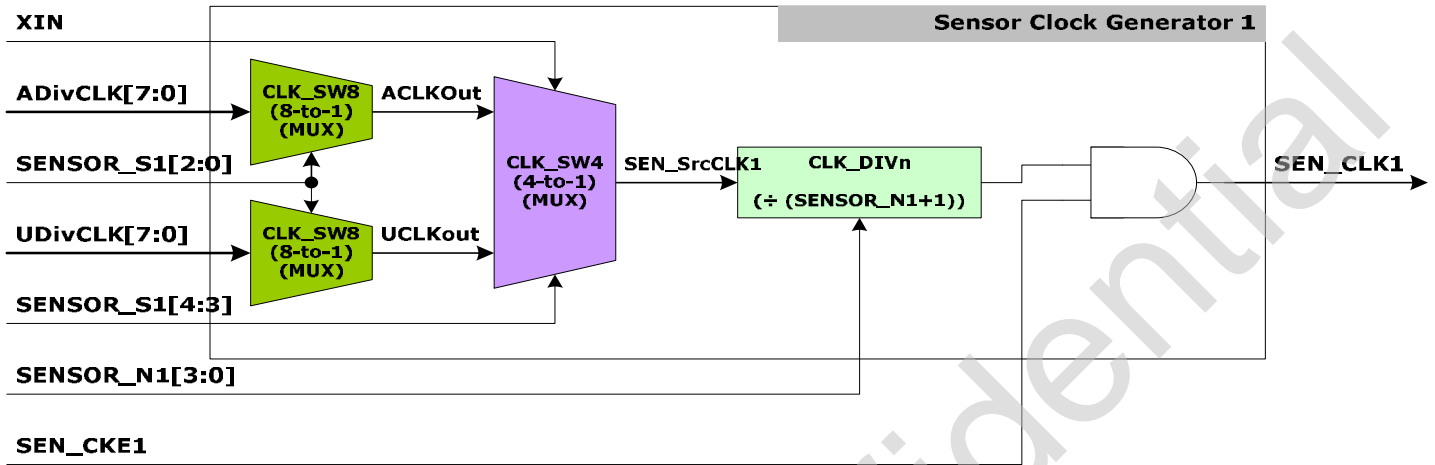 XIN
Sensor Clock Generator 1
ADivCLK[7:0]
CLK_SW8
(8-to-1)
(MUX)
ACLKOut
SENSOR_S1[2:0]
CLK_SW4
(4-to-1)
(MUX)
SEN_SrcCLK1
CLK_DIVn
(÷ (SENSOR_N1+1))
SEN_CLK1
UDivCLK[7:0]
CLK_SW8
(8-to-1)
(MUX)
UCLKout
SENSOR_S1[4:3]
SENSOR_N1[3:0]
SEN_CKE1
fidential